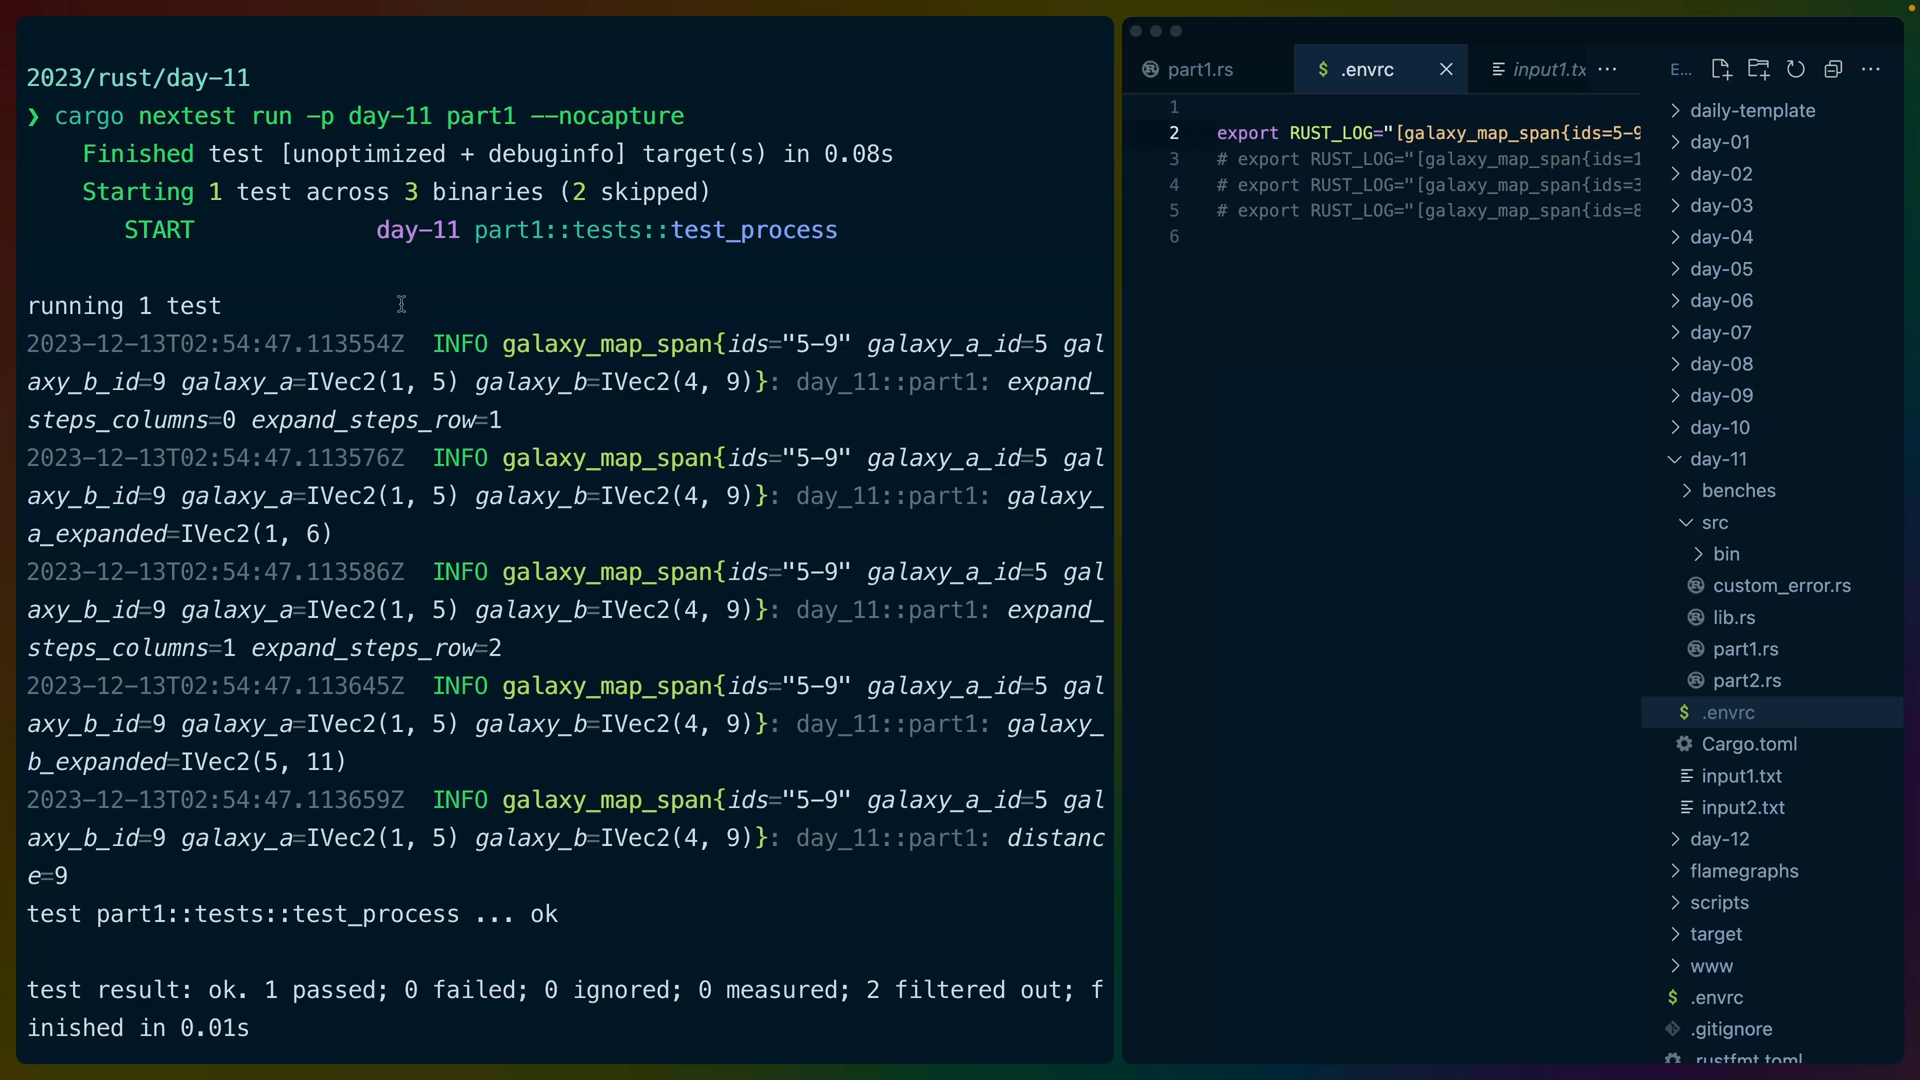 2023/rust/day-11
❯ cargo nextest run -p day-11 part1 --nocapture
Finished test [unoptimized + debuginfo] target(s) in 0.08s
Starting 1 test across 3 binaries (2 skipped)
START day-11 part1::tests::test_process
running 1 test
2023-12-13T02:54:47.113554Z INFO galaxy_map_span{ids="5-9" galaxy_a_id=5 gal
axy_b_id=9 galaxy_a=IVec2(1, 5) galaxy_b=IVec2(4, 9)}: day_11::part1: expand_
steps_columns=0 expand_steps_row=1
2023-12-13T02:54:47.113576Z INFO galaxy_map_span{ids="5-9" galaxy_a_id=5 gal
axy_b_id=9 galaxy_a=IVec2(1, 5) galaxy_b=IVec2(4, 9)}: day_11::part1: galaxy_
a_expanded=IVec2(1, 6)
2023-12-13T02:54:47.113586Z INFO galaxy_map_span{ids="5-9" galaxy_a_id=5 gal
axy_b_id=9 galaxy_a=IVec2(1, 5) galaxy_b=IVec2(4, 9)}: day_11::part1: expand_
steps_columns=1 expand_steps_row=2
2023-12-13T02:54:47.113645Z INFO galaxy_map_span{ids="5-9" galaxy_a_id=5 gal
axy_b_id=9 galaxy_a=IVec2(1, 5) galaxy_b=IVec2(4, 9)}: day_11::part1: galaxy_
b_expanded=IVec2(5, 11)
2023-12-13T02:54:47.113659Z INFO galaxy_map_span{ids="5-9" galaxy_a_id=5 gal
axy_b_id=9 galaxy_a=IVec2(1, 5) galaxy_b=IVec2(4, 9)}: day_11::part1: distanc
e=9
test part1::tests::test_process ... ok
test result: ok. 1 passed; 0 failed; 0 ignored; 0 measured; 2 filtered out; f
inished in 0.01s
part1.rs
$ .envrc
input1.tx
1
2 export RUST_LOG="[galaxy_map_span{ids=5-9
3 # export RUST_LOG="[galaxy_map_span{ids=1
4 # export RUST_LOG="[galaxy_map_span{ids=3
5 # export RUST_LOG="[galaxy_map_span{ids=8
6
E...
daily-template
day-01
day-02
day-03
day-04
day-05
day-06
day-07
day-08
day-09
day-10
day-11
benches
src
bin
custom_error.rs
lib.rs
part1.rs
part2.rs
$ .envrc
Cargo.toml
input1.txt
input2.txt
day-12
flamegraphs
scripts
target
www
$ .envrc
.gitignore
.rustfmt.toml